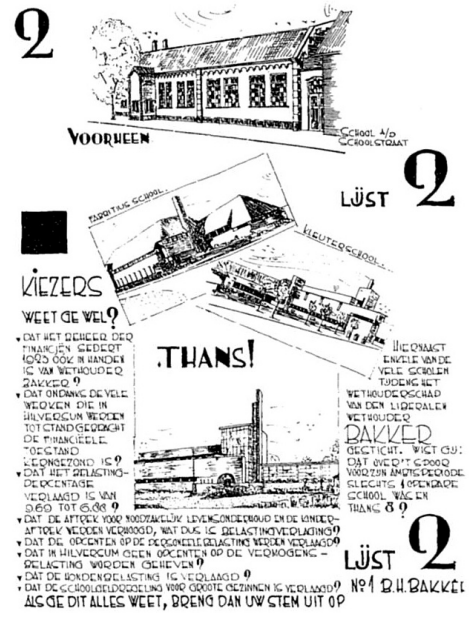 2
VOORHEEN
SCHOOL A/D
SCHOOLSTRAAT
LIJST 2
FABRITIUS SCHOOL.
KLEUTERSCHOOL.
KIEZERS
WEET GE WEL?
THANS!
▾ DAT HET BEHEER DER
FINANCIËN SEDERT
1923 OOK IN HANDEN
IS VAN WETHOUDER
BAKKER?
▾ DAT ONDANKS DE VELE
WERKEN DIE IN
HILVERSUM WERDEN
TOT STAND GEBRACHT
DE FINANCIËELE
TOESTAND
KERNGEZOND IS?
▾ DAT HET BELASTING-
PERCENTAGE
VERLAAGD IS VAN
TOT
▾ DAT DE AFTREK VOOR NOODZAKELIJK LEVENSONDERHOUD EN DE KINDER-
AFTREK WERDEN VERHOOGD, WAT DUS IS BELASTINGVERLAGING?
▾ DAT DE OPCENTEN OP DE PERSONEELE BELASTING WERDEN VERLAAGD?
▾ DAT IN HILVERSUM GEEN OPCENTEN OP DE VERMOGENS-
BELASTING WORDEN GEHEVEN?
▾ DAT DE HONDENBELASTING IS VERLAAGD?
▾ DAT DE SCHOOLGELDREGELING VOOR GROOTE GEZINNEN IS VERLAAGD?
ALS GE DIT ALLES WEET, BRENG DAN UW STEM UIT OP
HIERNAAST
ENKELE VAN DE
VELE SCHOLEN
TIJDENS HET
WETHOUDERSCHAP
VAN DEN LIBERALEN
WETHOUDER
BAKKER
GESTICHT. WIST GIJ:
DAT OVER 'T SPOOR
VOOR ZIJN AMBTSPERIODE
SLECHTS 1 OPENBARE
SCHOOL WAS EN
THANS 8?
LIJST 2
Nº 1 B.H. BAKKER